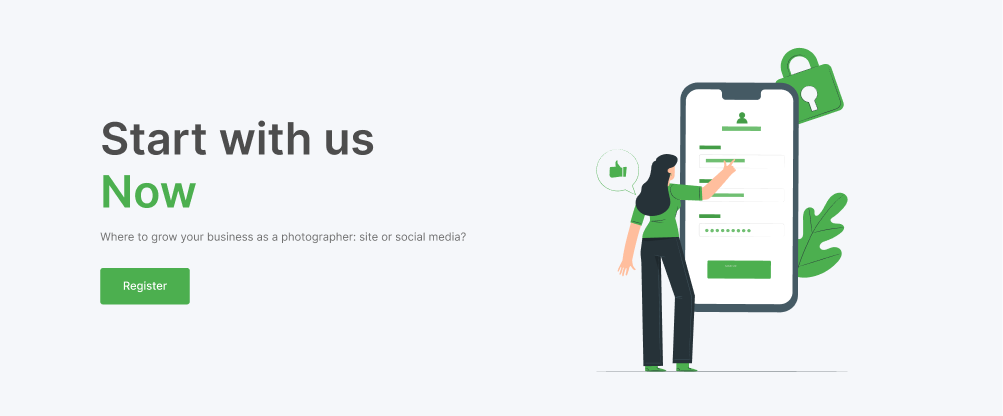 Start with us
Now
Where to grow your business as a photographer: site or social media?
Register